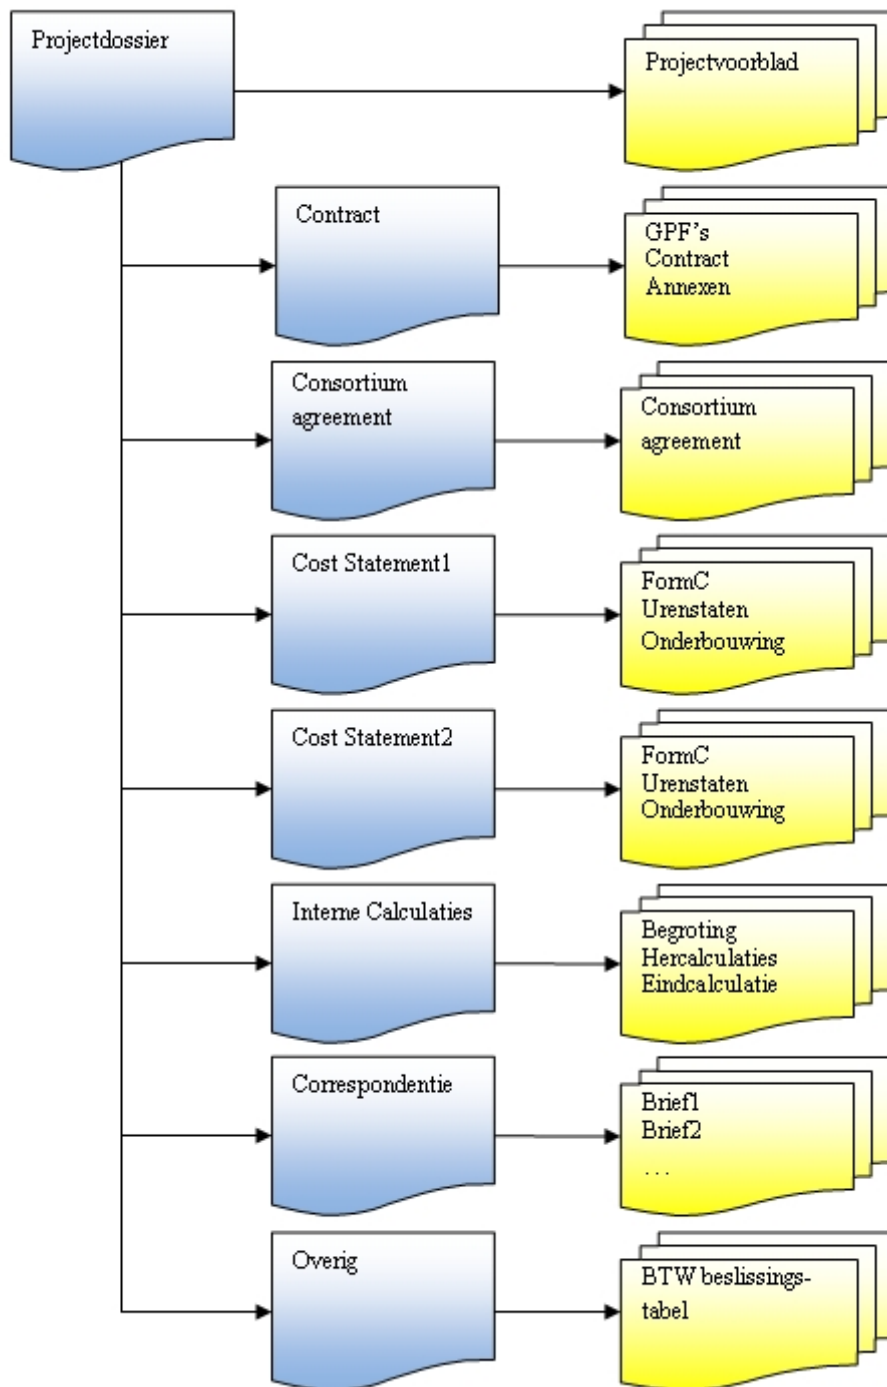 Projectdossier
Projectvoorblad
Contract
GPF's
Contract
Annexen
Consortium
agreement
Consortium
agreement
Cost Statement1
FormC
Urenstaten
Onderbouwing
Cost Statement2
FormC
Urenstaten
Onderbouwing
Interne Calculaties
Begroting
Hercalculaties
Eindcalculatie
Correspondentie
Brief1
Brief2
...
Overig
BTW beslissings-
tabel